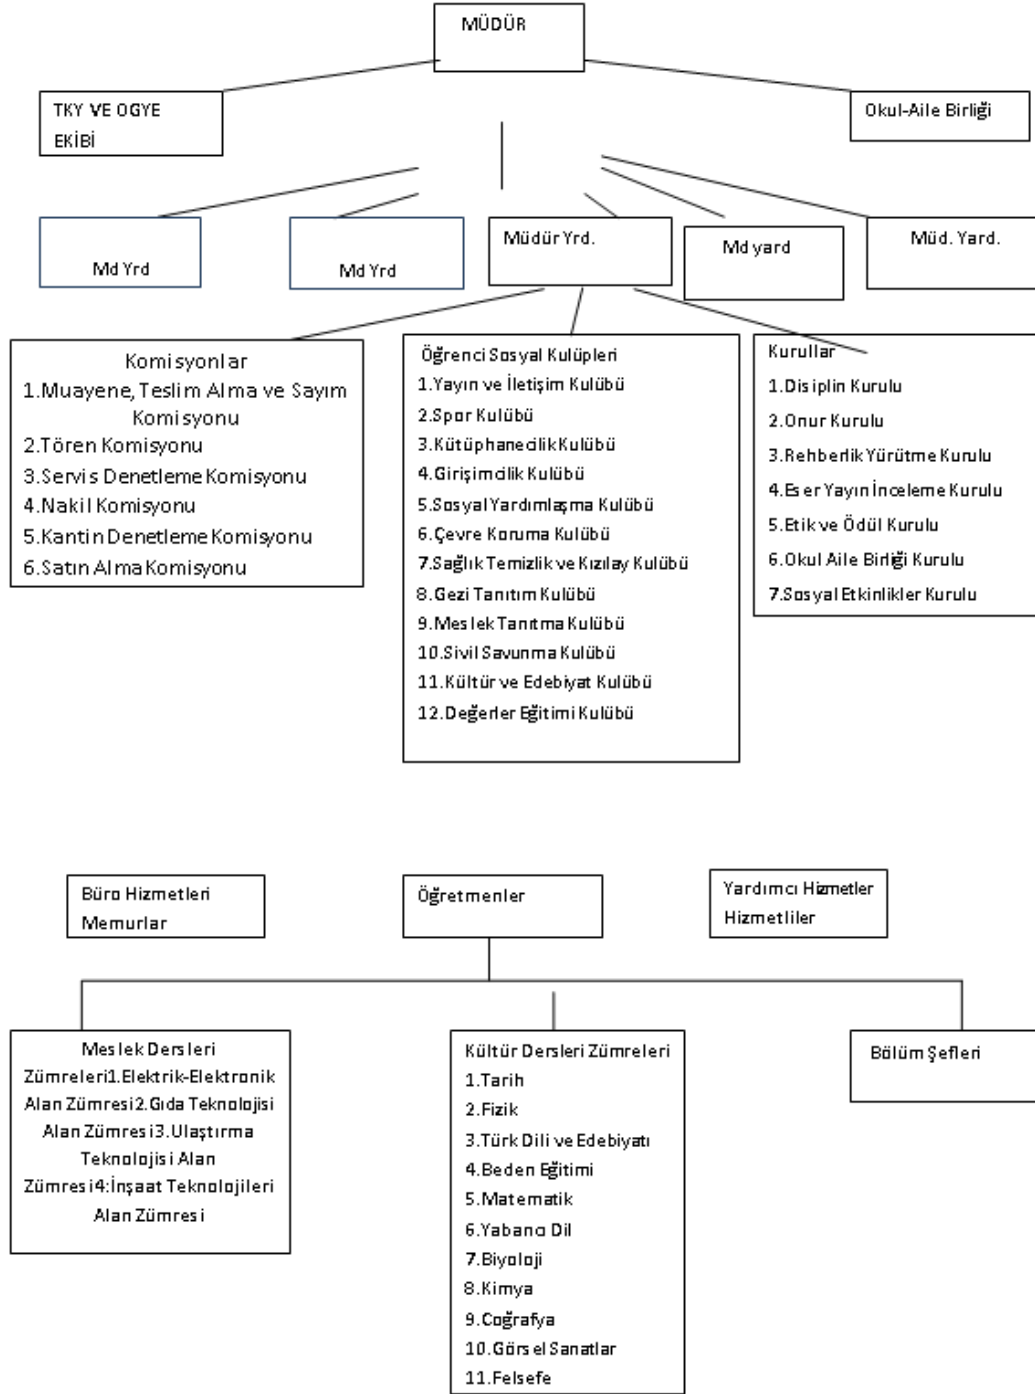 MÜDÜR
TKY VE OGYE
EKİBİ
Okul-Aile Birliği
Md Yrd
Md Yrd
Müdür Yrd.
Md yard
Müd. Yard.
Komisyonlar
1.Muayene, Teslim Alma ve Sayım
Komisyonu
2.Tören Komisyonu
3.Servis Denetleme Komisyonu
4.Nakil Komisyonu
5.Kantin Denetleme Komisyonu
6.Satın Alma Komisyonu
Öğrenci Sosyal Kulüpleri
1.Yayın ve İletişim Kulübü
2.Spor Kulübü
3.Kütüphanecilik Kulübü
4.Girişimcilik Kulübü
5.Sosyal Yardımlaşma Kulübü
6.Çevre Koruma Kulübü
7.Sağlık Temizlik ve Kızılay Kulübü
8.Gezi Tanıtım Kulübü
9.Meslek Tanıtma Kulübü
10.Sivil Savunma Kulübü
11.Kültür ve Edebiyat Kulübü
12.Değerler Eğitimi Kulübü
Kurullar
1.Disiplin Kurulu
2.Onur Kurulu
3.Rehberlik Yürütme Kurulu
4.Eser Yayın İnceleme Kurulu
5.Etik ve Ödül Kurulu
6.Okul Aile Birliği Kurulu
7.Sosyal Etkinlikler Kurulu
Büro Hizmetleri
Memurlar
Öğretmenler
Yardımcı Hizmetler
Hizmetliler
Meslek Dersleri
Zümreleri1.Elektrik-Elektronik
Alan Zümresi2.Gıda Teknolojisi
Alan Zümresi3.Ulaştırma
Teknolojisi Alan
Zümresi4:İnşaat Teknolojileri
Alan Zümresi
Kültür Dersleri Zümreleri
1.Tarih
2.Fizik
3.Türk Dili ve Edebiyatı
4.Beden Eğitimi
5.Matematik
6.Yabancı Dil
7.Biyoloji
8.Kimya
9.Coğrafya
10.Görsel Sanatlar
11.Felsefe
Bölüm Şefleri